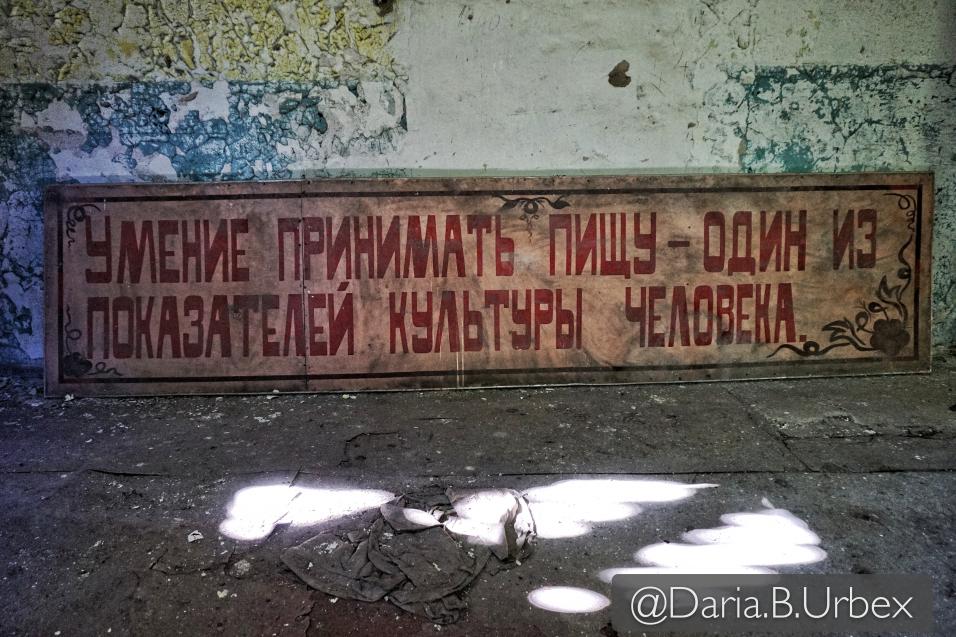 УМЕНИЕ ПРИНИМАТЬ ПИЩУ – ОДИН ИЗ
ПОКАЗАТЕЛЕЙ КУЛЬТУРЫ ЧЕЛОВЕКА.
@Daria.B.Urbex